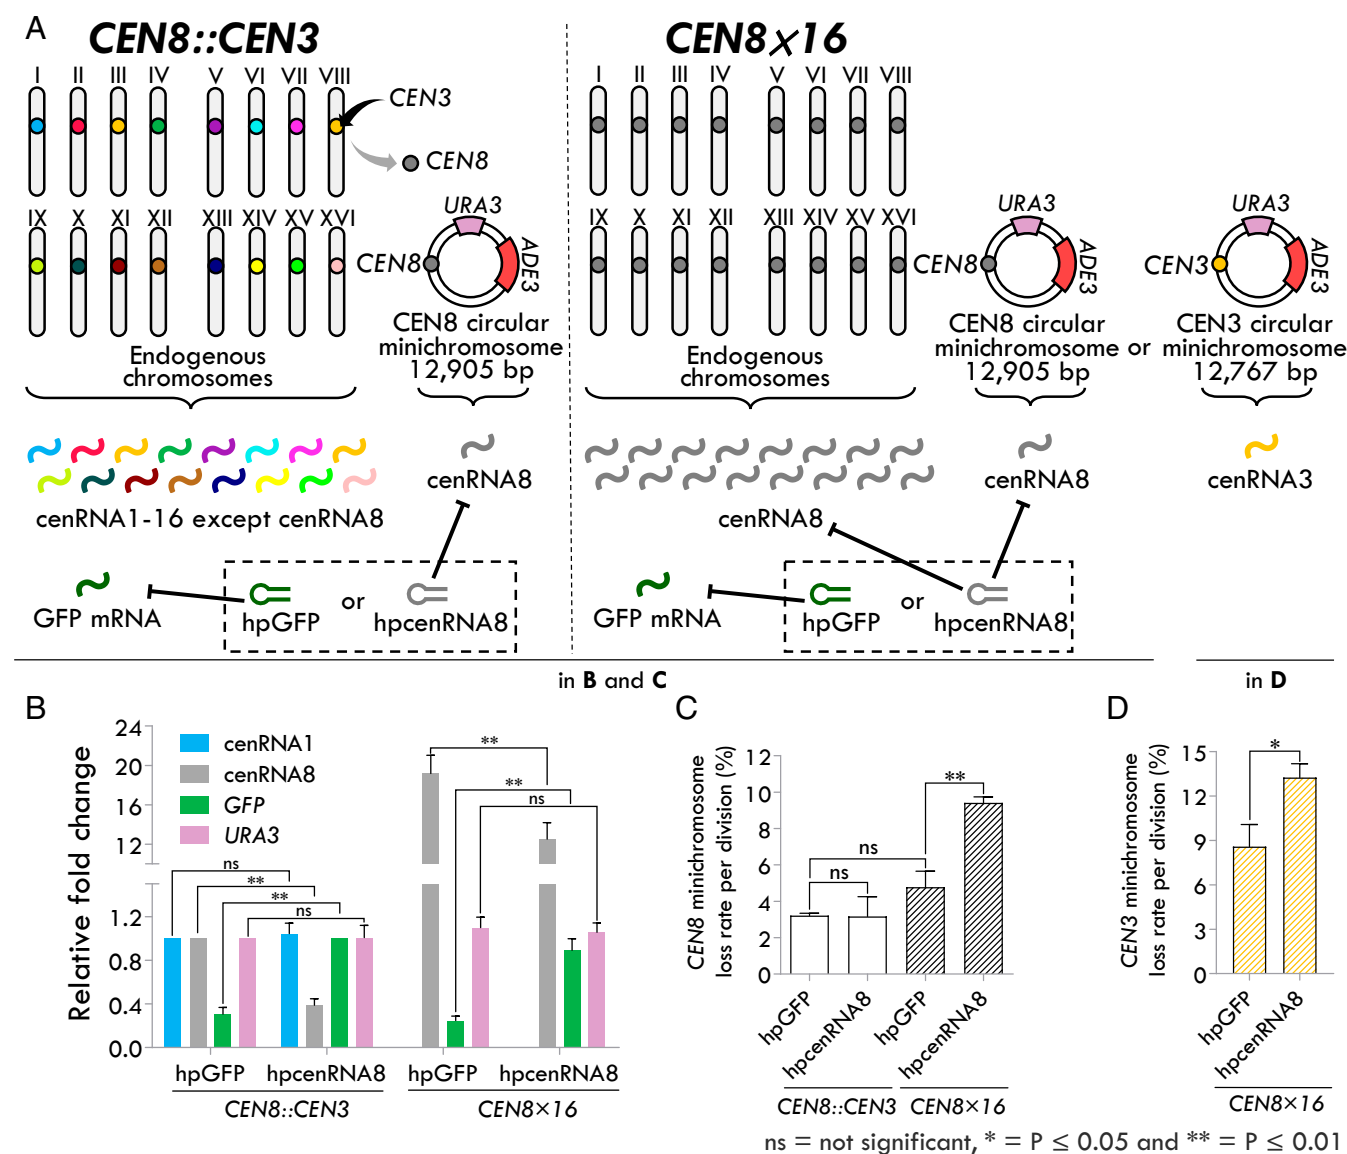 A
CEN8::CEN3
CEN8×16
I II III IV V VI VII VIII
CEN3
CEN8
IX X XI XII XIII XIV XV XVI
URA3
ADE3
CEN8
CEN8 circular
minichromosome
12,905 bp
Endogenous
chromosomes
cenRNA8
cenRNA1-16 except cenRNA8
GFP mRNA
hpGFP
or
hpcenRNA8
I II III IV V VI VII VIII
IX X XI XII XIII XIV XV XVI
URA3
ADE3
CEN8
CEN8 circular
minichromosome or
12,905 bp
URA3
ADE3
CEN3
CEN3 circular
minichromosome
12,767 bp
Endogenous
chromosomes
cenRNA8
cenRNA8
cenRNA3
GFP mRNA
hpGFP
or
hpcenRNA8
in B and C
in D
B
Relative fold change
24
20
16
12
1.2
0.8
0.4
0.0
cenRNA1
cenRNA8
GFP
URA3
ns
**
**
ns
**
**
ns
hpGFP hpcenRNA8 hpGFP hpcenRNA8
CEN8::CEN3 CEN8×16
C
CEN8 minichromosome
loss rate per division (%)
12
10
8
6
4
2
0
ns
ns
**
hpGFP
hpcenRNA8
hpGFP
hpcenRNA8
CEN8::CEN3 CEN8×16
D
CEN3 minichromosome
loss rate per division (%)
15
12
9
6
3
0
*
hpGFP
hpcenRNA8
CEN8×16
ns = not significant, * = P ≤ 0.05 and ** = P ≤ 0.01